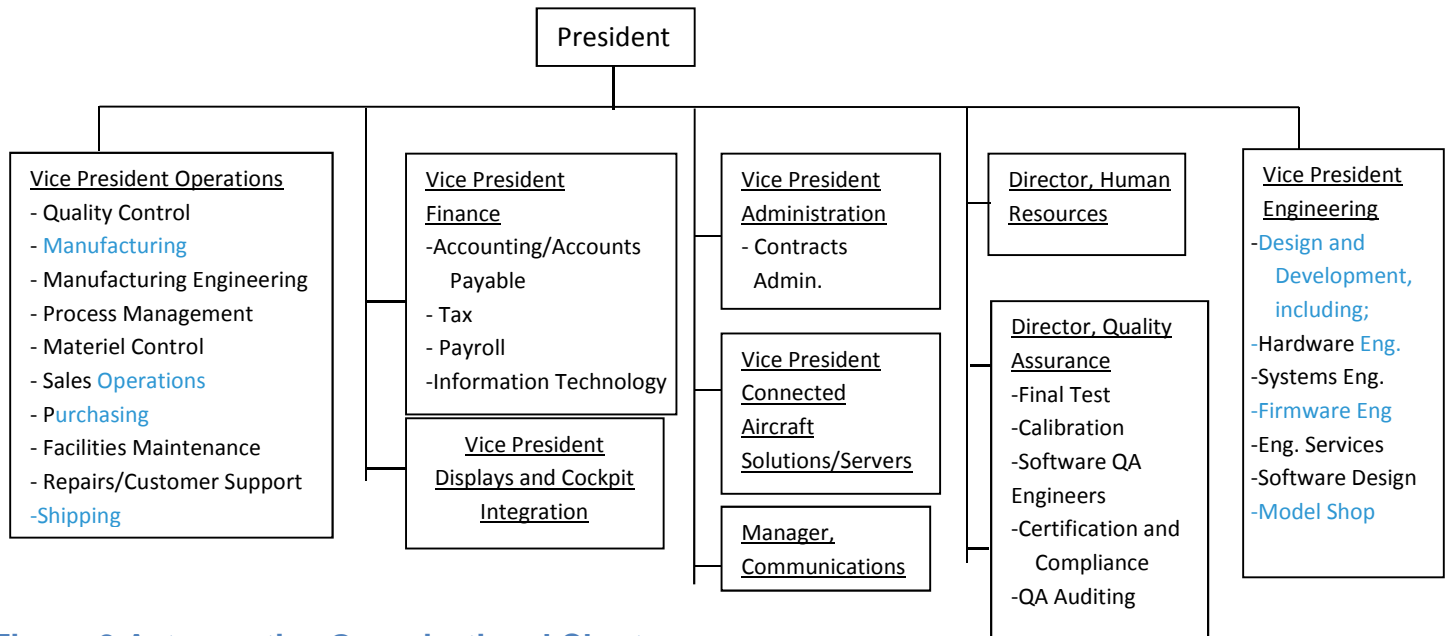 President
Vice President Operations
- Quality Control
- Manufacturing
- Manufacturing Engineering
- Process Management
- Materiel Control
- Sales Operations
- Purchasing
- Facilities Maintenance
- Repairs/Customer Support
-Shipping
Vice President
Finance
-Accounting/Accounts
Payable
- Tax
- Payroll
-Information Technology
Vice President
Displays and Cockpit
Integration
Vice President
Administration
- Contracts
Admin.
Vice President
Connected
Aircraft
Solutions/Servers
Manager,
Communications
Director, Human
Resources
Director, Quality
Assurance
-Final Test
-Calibration
-Software QA
Engineers
-Certification and
Compliance
-QA Auditing
Vice President
Engineering
-Design and
Development,
including;
-Hardware Eng.
-Systems Eng.
-Firmware Eng
-Eng. Services
-Software Design
-Model Shop